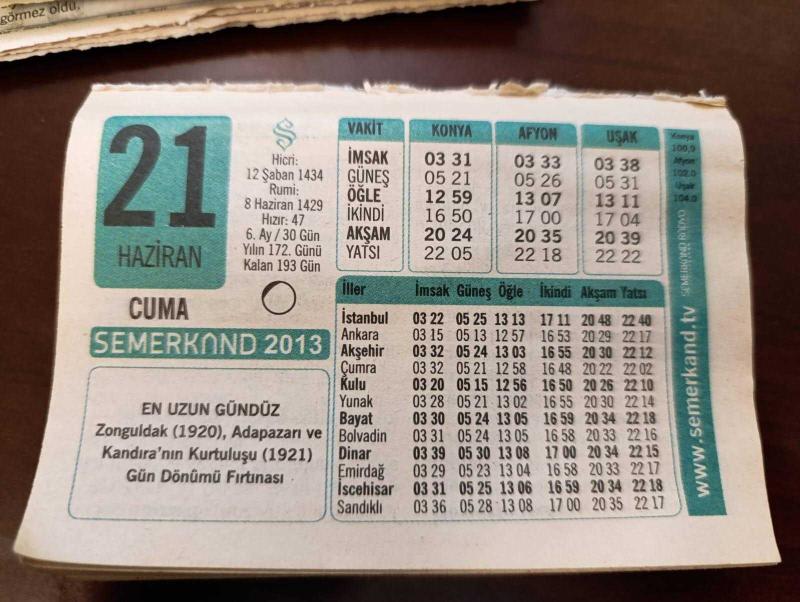 görmez oldu,
21
HAZİRAN
CUMA
Hicri:
12 Şaban 1434
Rumi:
8 Haziran 1429
Hızır: 47
6. Ay / 30 Gün
Yılın 172. Günü
Kalan 193 Gün
SEMERKAND 2013
EN UZUN GÜNDÜZ
Zonguldak (1920), Adapazarı ve
Kandıra'nın Kurtuluşu (1921)
Gün Dönümü Fırtınası
VAKİT KONYA AFYON UŞAK
İMSAK 03 31 03 33 03 38
GÜNEŞ 05 21 05 26 05 31
ÖĞLE 12 59 13 07 13 11
İKİNDİ 16 50 17 00 17 04
AKŞAM 20 24 20 35 20 39
YATSI 22 05 22 18 22 22
İller İmsak Güneş Öğle İkindi Akşam Yatsı
İstanbul 03 22 05 25 13 13 17 11 20 48 22 40
Ankara 03 15 05 13 12 57 16 53 20 29 22 17
Akşehir 03 32 05 24 13 03 16 55 20 30 22 12
Çumra 03 32 05 21 12 58 16 48 20 22 22 02
Kulu 03 20 05 15 12 56 16 50 20 26 22 10
Yunak 03 28 05 21 13 02 16 55 20 30 22 14
Bayat 03 30 05 24 13 05 16 59 20 34 22 18
Bolvadin 03 31 05 24 13 05 16 58 20 33 22 16
Dinar 03 39 05 30 13 08 17 00 20 34 22 15
Emirdağ 03 29 05 23 13 04 16 58 20 33 22 17
İscehisar 03 31 05 25 13 06 16 59 20 34 22 18
Sandıklı 03 36 05 28 13 08 17 00 20 35 22 17
Konya
100.9
Afyon
102.0
Uşak
104.0
SEMERKAND RADYO
www.semerkand.tv